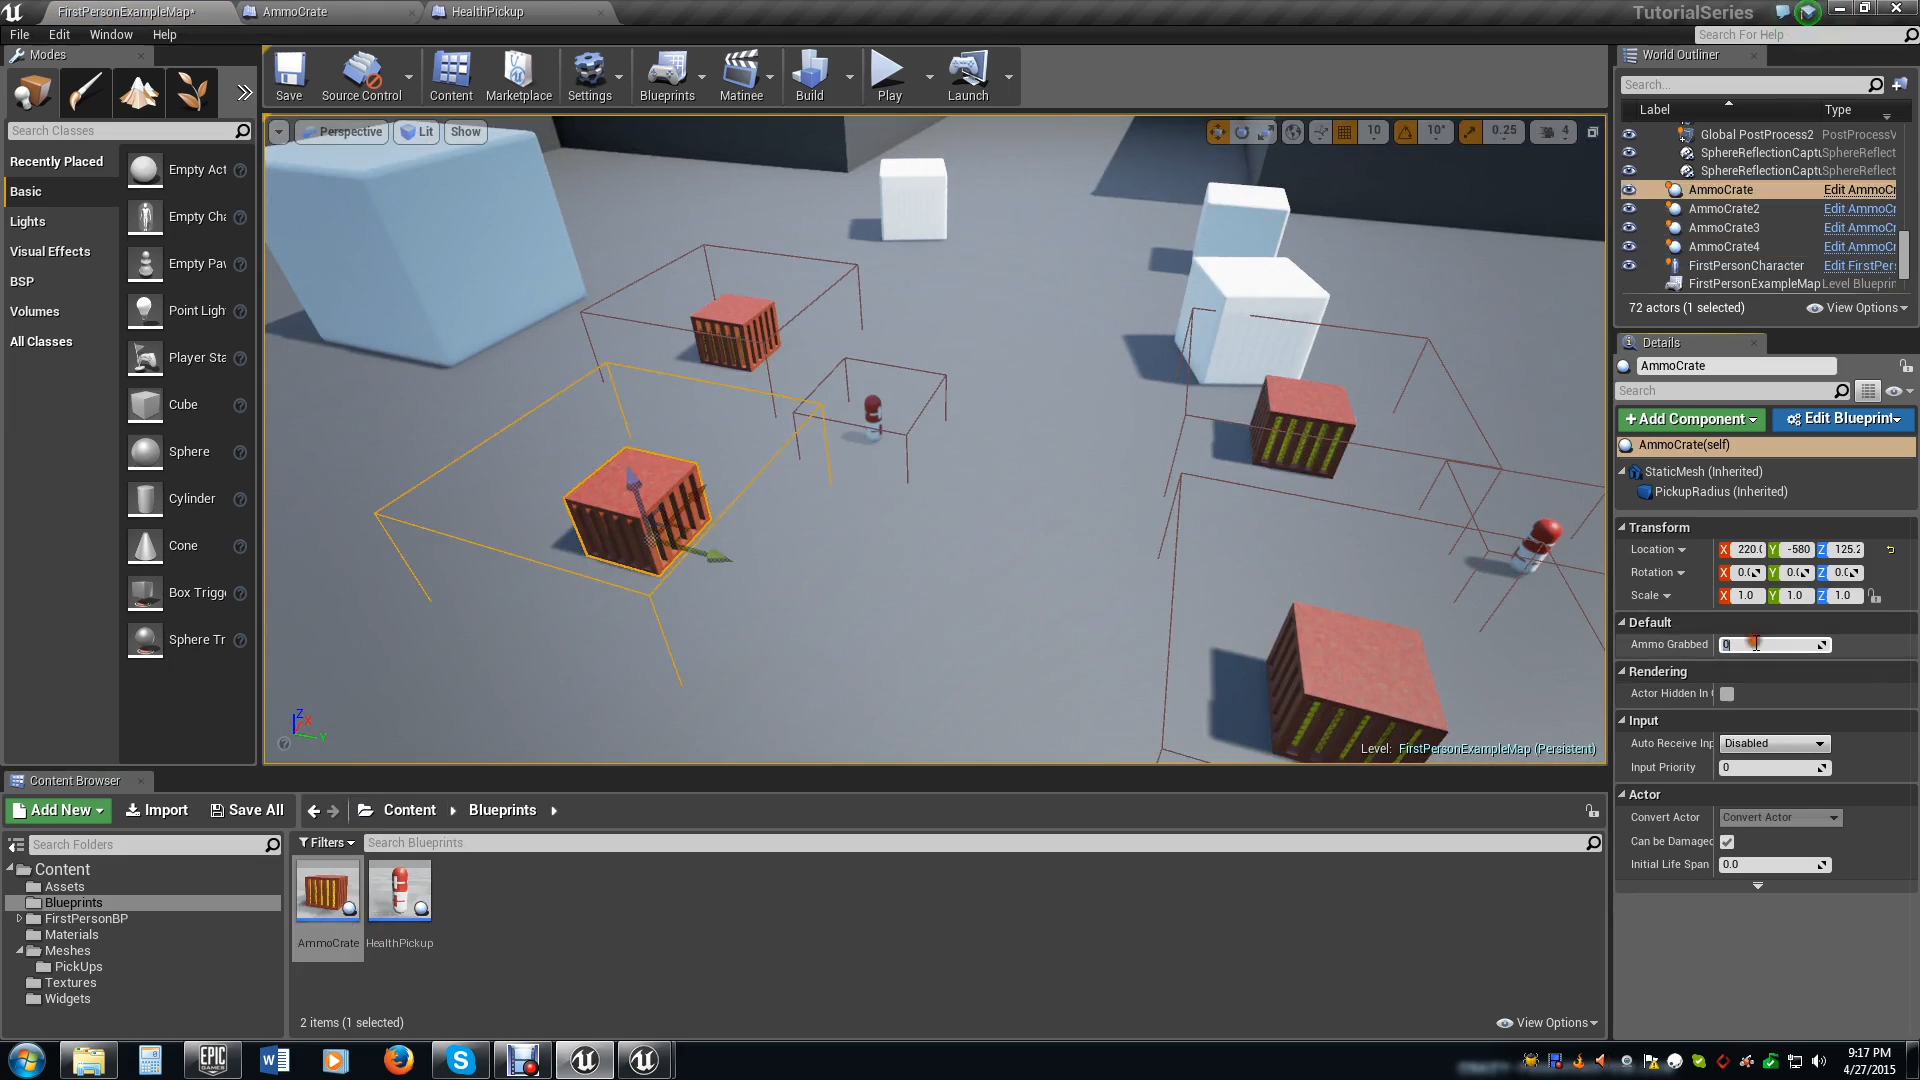 FirstPersonExampleMap*
AmmoCrate
HealthPickup
TutorialSeries
File Edit Window Help
Search For Help
Modes
Save
Source Control
Content
Marketplace
Settings
Blueprints
Matinee
Build
Play
Launch
World Outliner
Search...
Label
Type
Search Classes
Perspective
Lit
Show
10
10°
0.25
4
Global PostProcess2 PostProcessV
SphereReflectionCaptu SphereReflect
SphereReflectionCaptu SphereReflect
AmmoCrate Edit AmmoCr
AmmoCrate2 Edit AmmoCr
AmmoCrate3 Edit AmmoCr
AmmoCrate4 Edit AmmoCr
FirstPersonCharacter Edit FirstPer
FirstPersonExampleMap Level Blueprin
72 actors (1 selected)
View Options
Recently Placed
Basic
Lights
Visual Effects
BSP
Volumes
All Classes
Empty Act
Empty Cha
Empty Paw
Point Ligh
Player Sta
Cube
Sphere
Cylinder
Cone
Box Trigge
Sphere Tr
Details
AmmoCrate
Search
+Add Component
Edit Blueprint
AmmoCrate(self)
StaticMesh (Inherited)
PickupRadius (Inherited)
Transform
Location X 220.0 Y -580 Z 125.2
Rotation X 0.0 Y 0.0 Z 0.0
Scale X 1.0 Y 1.0 Z 1.0
Default
Ammo Grabbed 0
Rendering
Actor Hidden In G
Input
Auto Receive Inp Disabled
Input Priority 0
Actor
Convert Actor Convert Actor
Can be Damaged
Initial Life Span 0.0
Z X Y
Level: FirstPersonExampleMap (Persistent)
Content Browser
Add New
Import
Save All
Content
Blueprints
Search Folders
Filters
Search Blueprints
Content
Assets
Blueprints
FirstPersonBP
Materials
Meshes
PickUps
Textures
Widgets
AmmoCrate
HealthPickup
2 items (1 selected)
View Options
EPIC GAMES
9:17 PM
4/27/2015